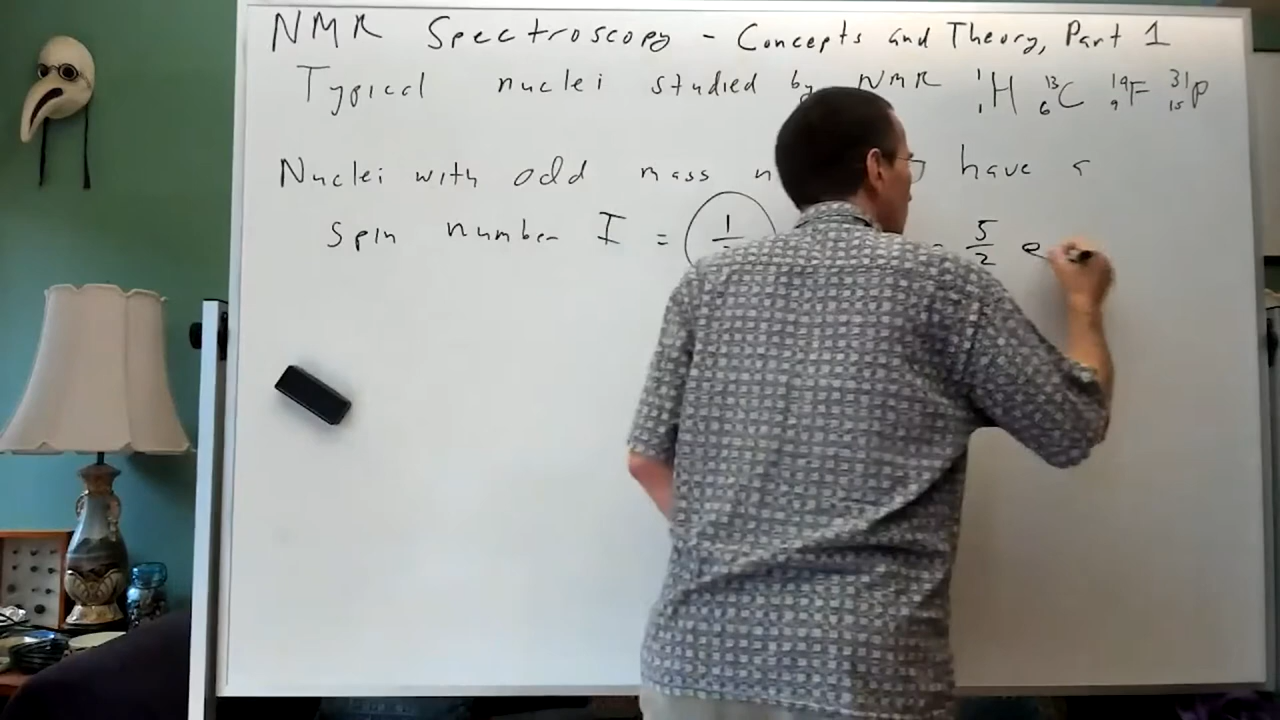 NMR Spectroscopy - Concepts and Theory, Part 1
Typical nuclei studied by NMR ¹₁H ¹³₆C ¹⁹₉F ³¹₁₅P
Nuclei with odd mass have a
spin number I = 5/2